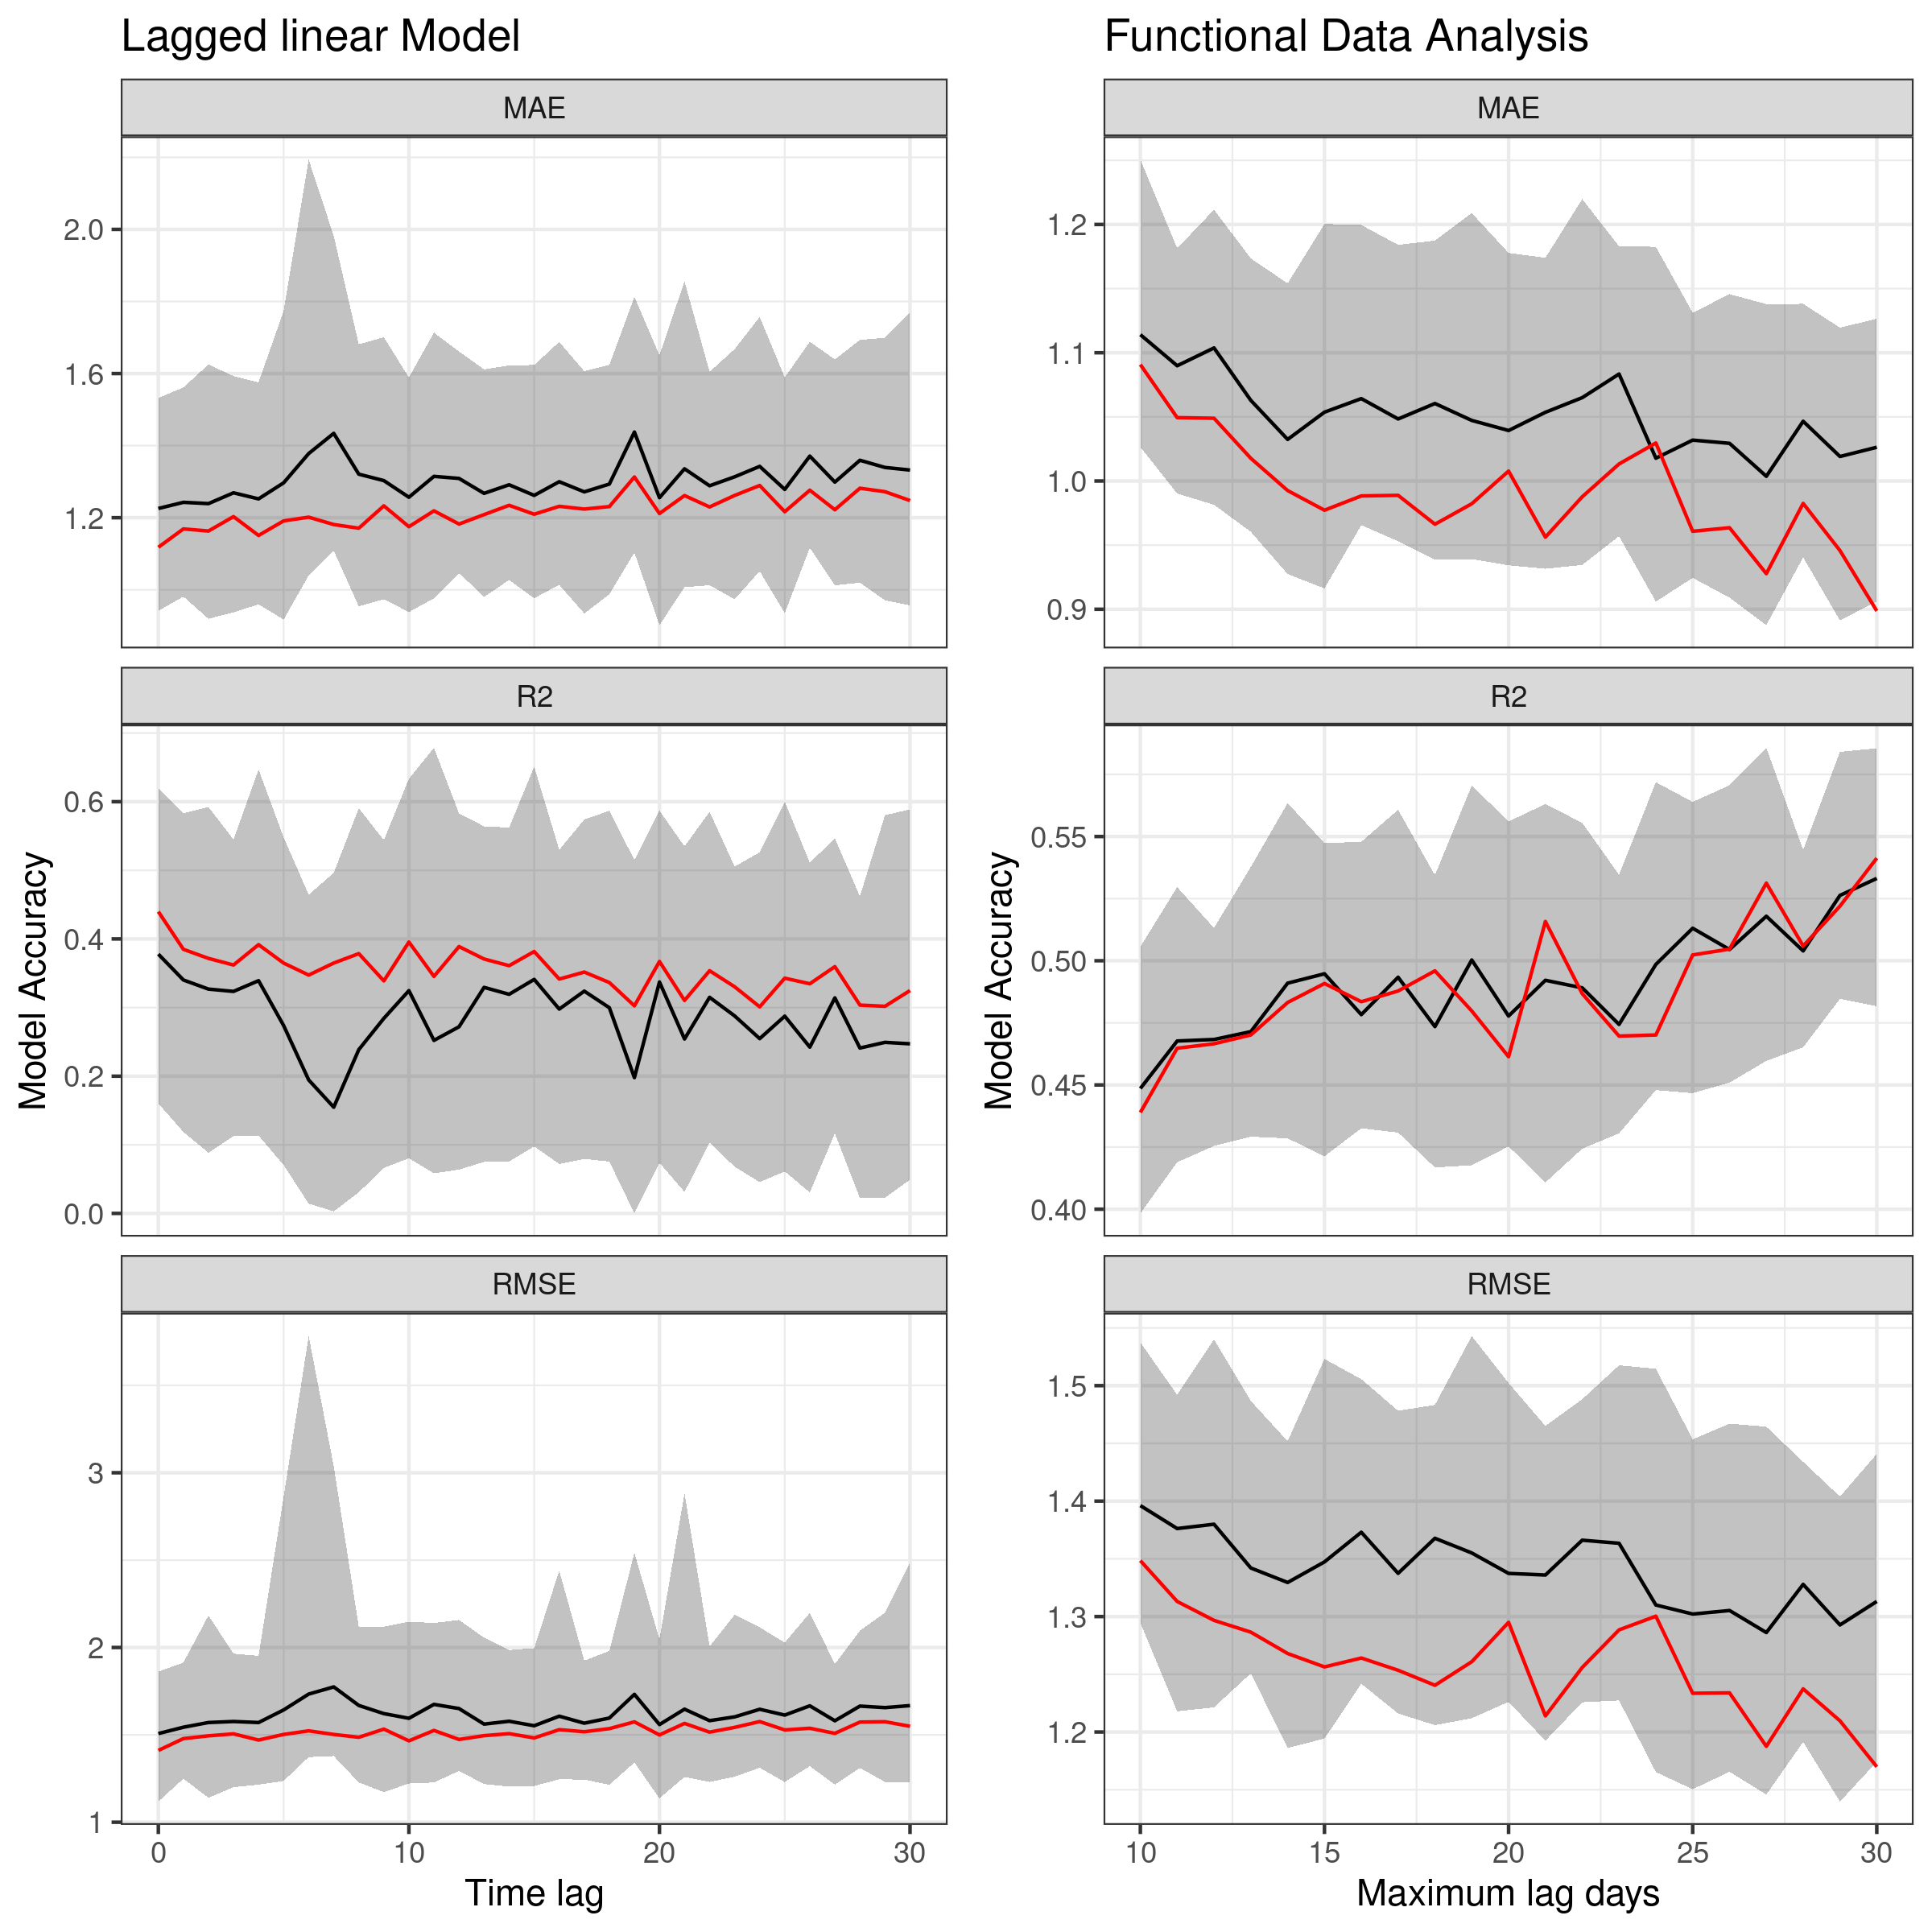 Lagged linear Model
MAE
2.0
1.6
1.2
R2
0.6
0.4
0.2
0.0
RMSE
3
2
1
0 10 20 30
Time lag
Model Accuracy
Functional Data Analysis
MAE
1.2
1.1
1.0
0.9
R2
0.55
0.50
0.45
0.40
RMSE
1.5
1.4
1.3
1.2
10 15 20 25 30
Maximum lag days
Model Accuracy